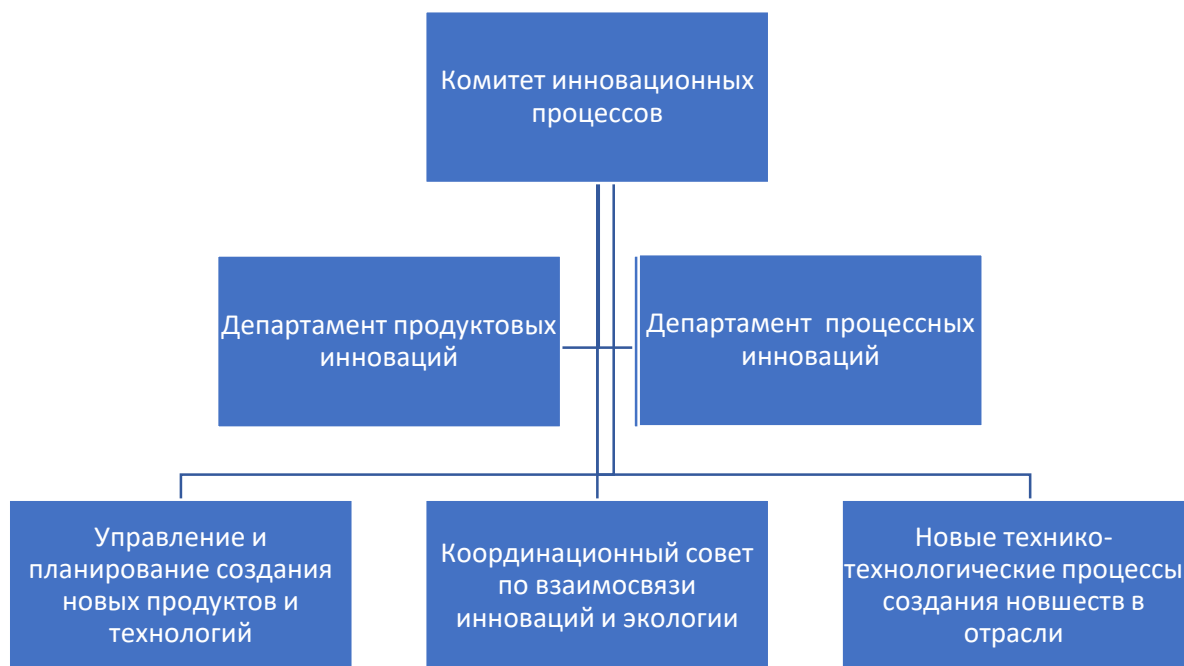 Комитет инновационных
процессов
Департамент продуктовых
инноваций
Департамент процессных
инноваций
Управление и
планирование создания
новых продуктов и
технологий
Координационный совет
по взаимосвязи
инноваций и экологии
Новые технико-
технологические процессы
создания новшеств в
отрасли